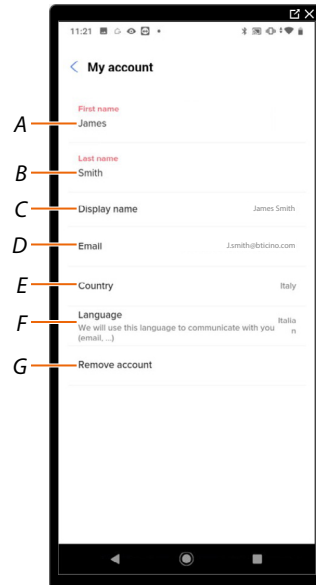 11:21
My account
First name
A James
Last name
B Smith
C Display name James Smith
D Email J.smith@bticino.com
E Country Italy
F Language Italia
We will use this language to communicate with you n
(email, ...)
G Remove account